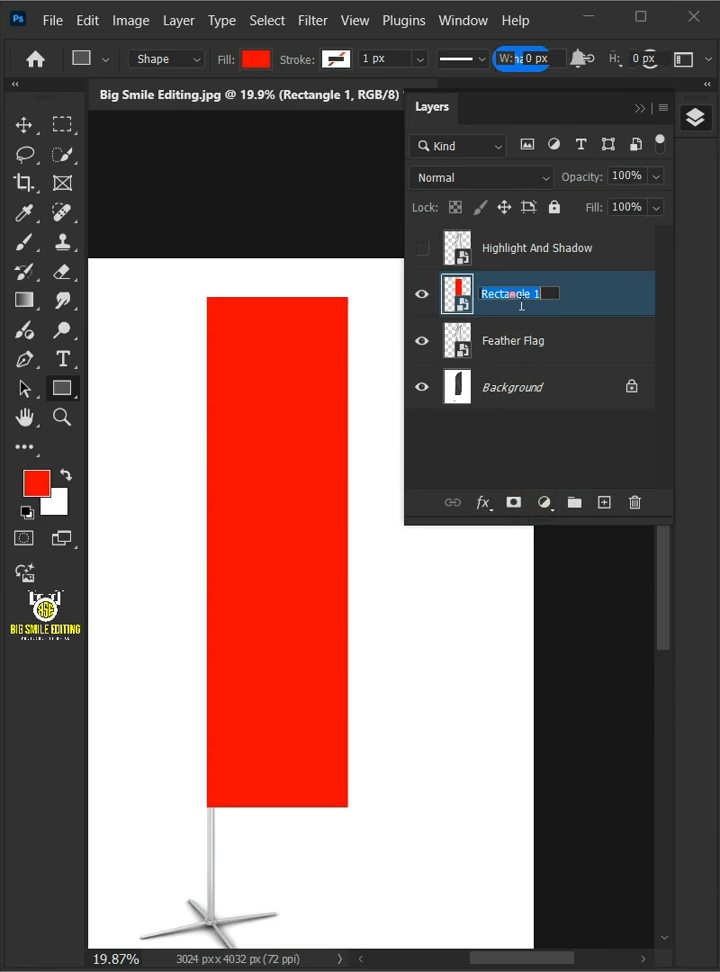 Ps File Edit Image Layer Type Select Filter View Plugins Window Help
Shape Fill: Stroke: 1 px W: 0 px H: 0 px
Big Smile Editing.jpg @ 19.9% (Rectangle 1, RGB/8)
Layers
Kind
Normal Opacity: 100%
Lock: Fill: 100%
Highlight And Shadow
Rectangle 1
Feather Flag
Background
fx
T
BSE
BIG SMILE EDITING
19.87% 3024 px x 4032 px (72 ppi)